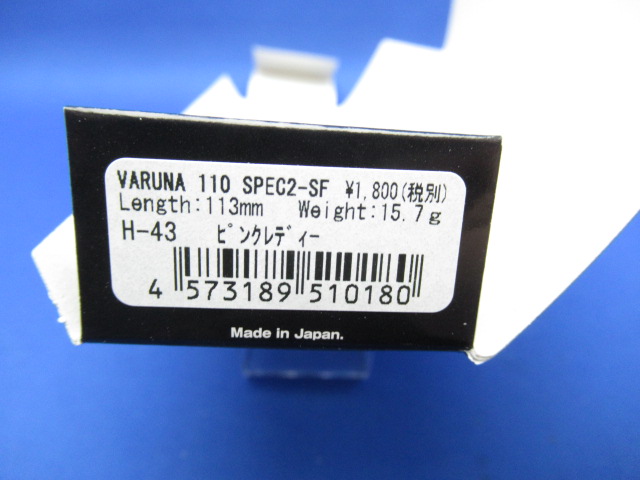 VARUNA 110 SPEC2-SF ¥1,800(税別)
Length:113mm Weight:15.7g
H-43 ピンクレディー
4 573189 510180
Made in Japan.